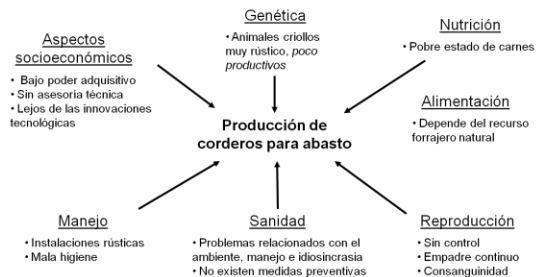 Genética
• Animales criollos
muy rústico, poco
productivos
Nutrición
• Pobre estado de carnes
Aspectos
socioeconómicos
• Bajo poder adquisitivo
• Sin asesoria técnica
• Lejos de las innovaciones
tecnológicas
Alimentación
• Depende del recurso
forrajero natural
Producción de
corderos para abasto
Manejo
• Instalaciones rústicas
• Mala higiene
Sanidad
• Problemas relacionados con el
ambiente, manejo e idiosincrasia
• No existen medidas preventivas
Reproducción
• Sin control
• Empadre continuo
• Consanguinidad